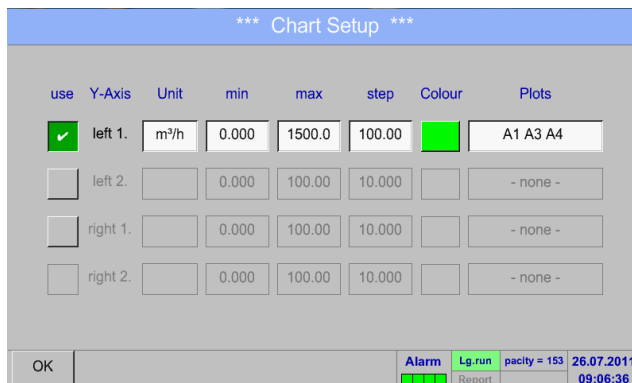 *** Chart Setup ***
use Y-Axis Unit min max step Colour Plots
left 1. m³/h 0.000 1500.0 100.00 A1 A3 A4
left 2. 0.000 100.00 10.000 - none -
right 1. 0.000 100.00 10.000 - none -
right 2. 0.000 100.00 10.000 - none -
OK Alarm Lg.run pacity = 153 26.07.2011
Report 09:06:36